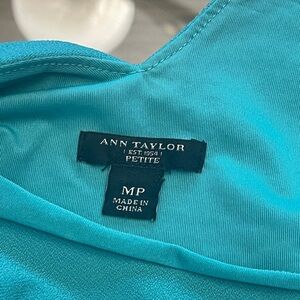 ANN TAYLOR
| EST. 1954 |
PETITE
MP
MADE IN
CHINA